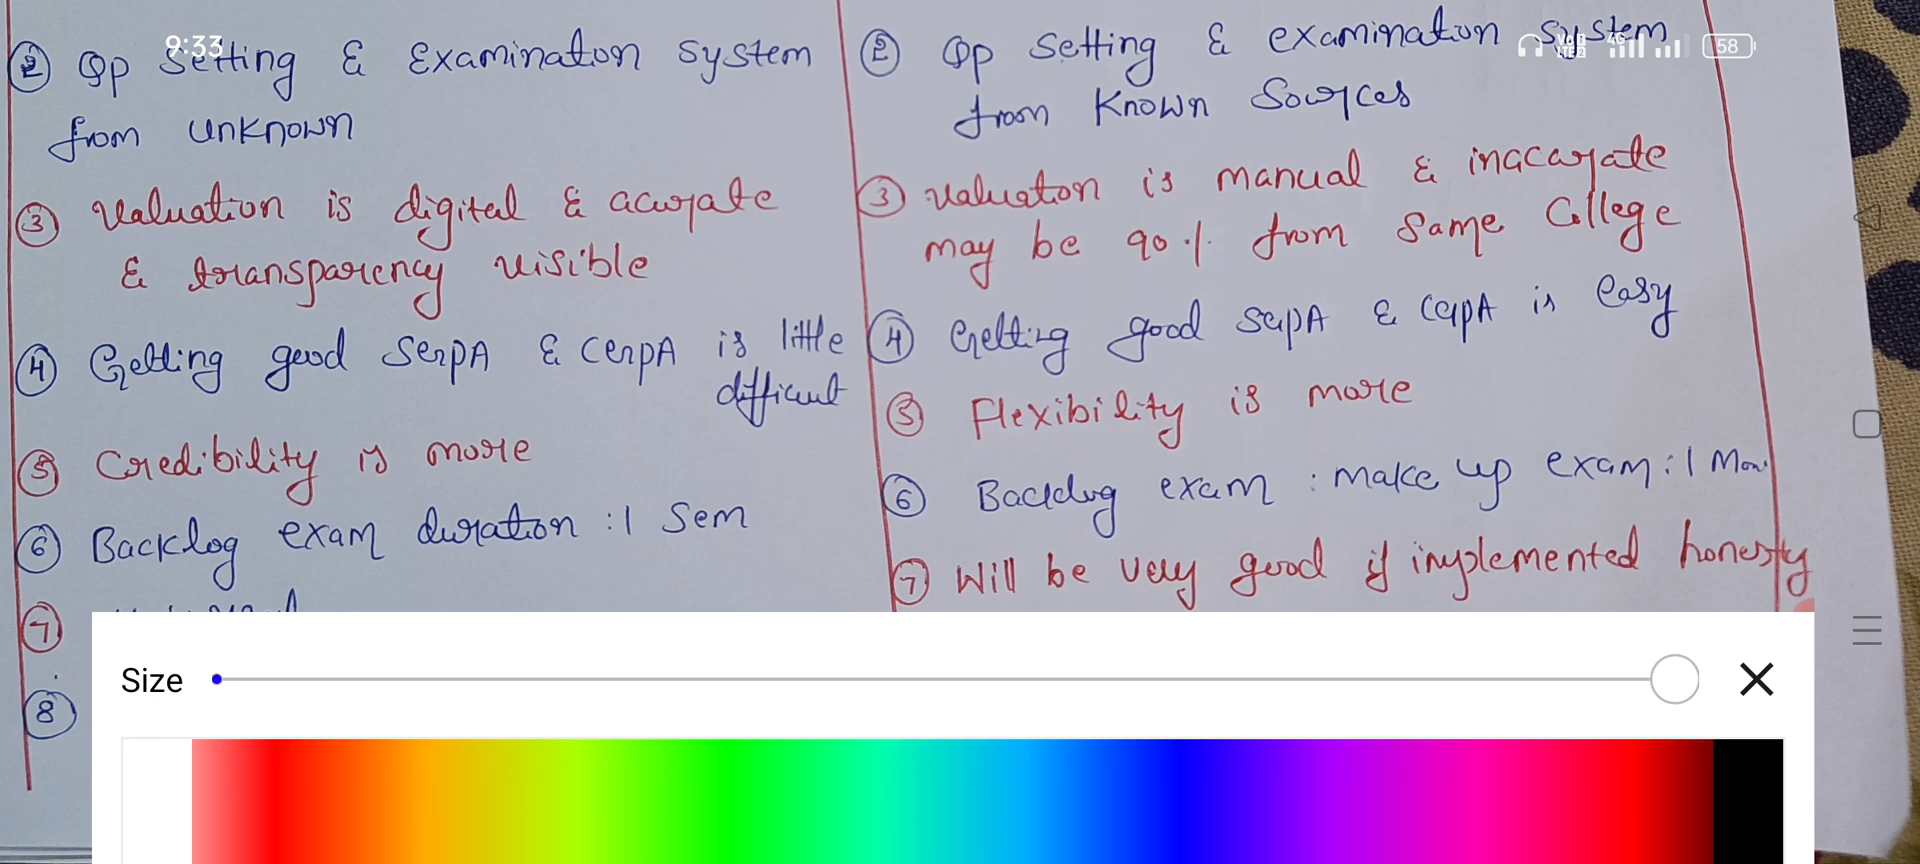 9:33
58
② Qp Setting & Examination system
from unknown
③ Valuation is digital & acurate
& transparency visible
④ Getting good SGPA & CGPA is little
difficult
⑤ Credibility is more
⑥ Backlog exam duration : 1 Sem
⑦
⑧
② Qp Setting & examination system
from Known Sources
③ Valuation is manual & inacurate
may be 90 % from Same College
④ Getting good SGPA & CGPA is easy
⑤ Flexibility is more
⑥ Backlog exam : make up exam : 1 Mon
⑦ Will be very good if implemented honestly
Size